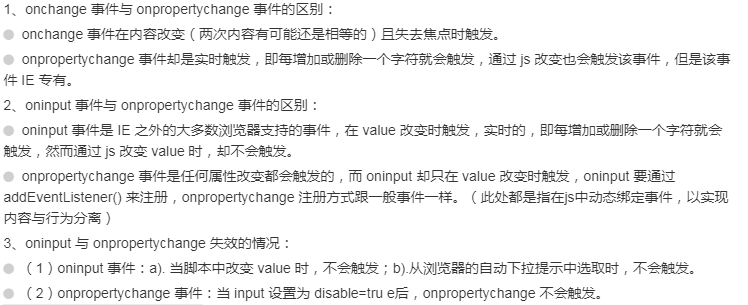 1、onchange 事件与 onpropertychange 事件的区别：
onchange 事件在内容改变（两次内容有可能还是相等的）且失去焦点时触发。
onpropertychange 事件却是实时触发，即每增加或删除一个字符就会触发，通过 js 改变也会触发该事件，但是该事
件 IE 专有。
2、oninput 事件与 onpropertychange 事件的区别：
oninput 事件是 IE 之外的大多数浏览器支持的事件，在 value 改变时触发，实时的，即每增加或删除一个字符就会
触发，然而通过 js 改变 value 时，却不会触发。
onpropertychange 事件是任何属性改变都会触发的，而 oninput 却只在 value 改变时触发，oninput 要通过
addEventListener() 来注册，onpropertychange 注册方式跟一般事件一样。（此处都是指在js中动态绑定事件，以实现
内容与行为分离）
3、oninput 与 onpropertychange 失效的情况：
（1）oninput 事件：a). 当脚本中改变 value 时，不会触发；b).从浏览器的自动下拉提示中选取时，不会触发。
（2）onpropertychange 事件：当 input 设置为 disable=tru e后，onpropertychange 不会触发。